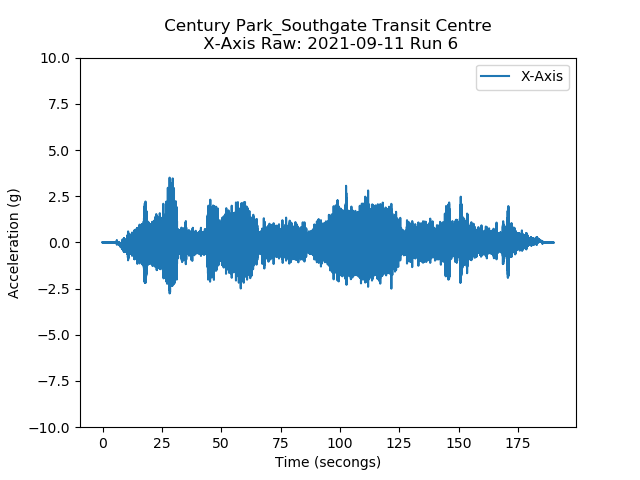 Century Park_Southgate Transit Centre
X-Axis Raw: 2021-09-11 Run 6
10.0
7.5
5.0
2.5
0.0
−2.5
−5.0
−7.5
−10.0
Acceleration (g)
X-Axis
0 25 50 75 100 125 150 175
Time (secongs)